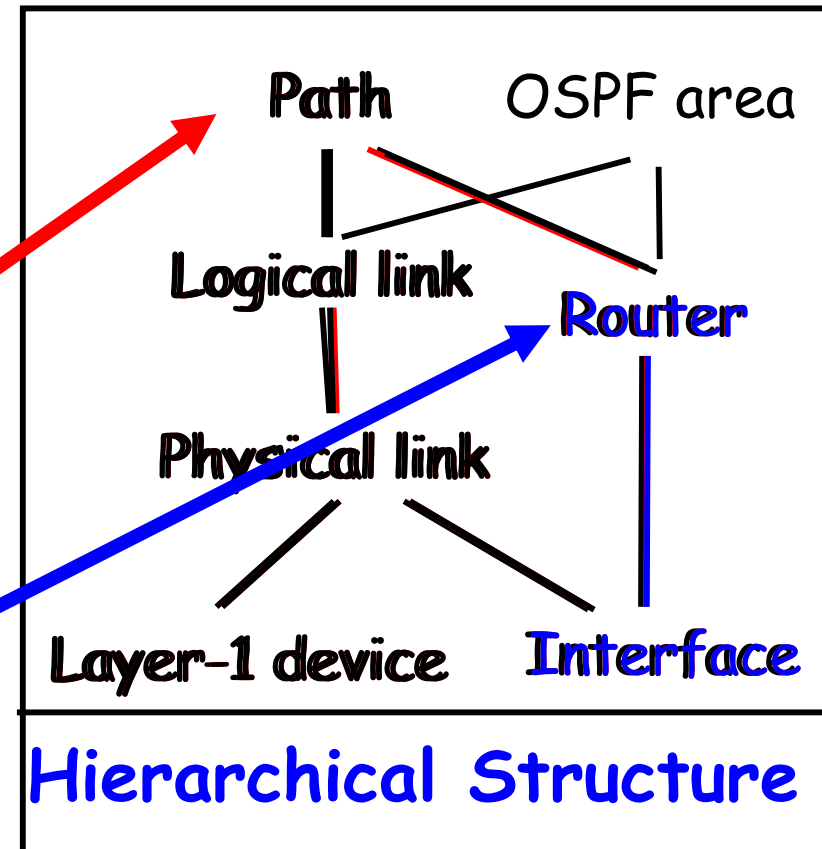 Path OSPF area
Logical link
Router
Physical link
Layer-1 device Interface
Hierarchical Structure